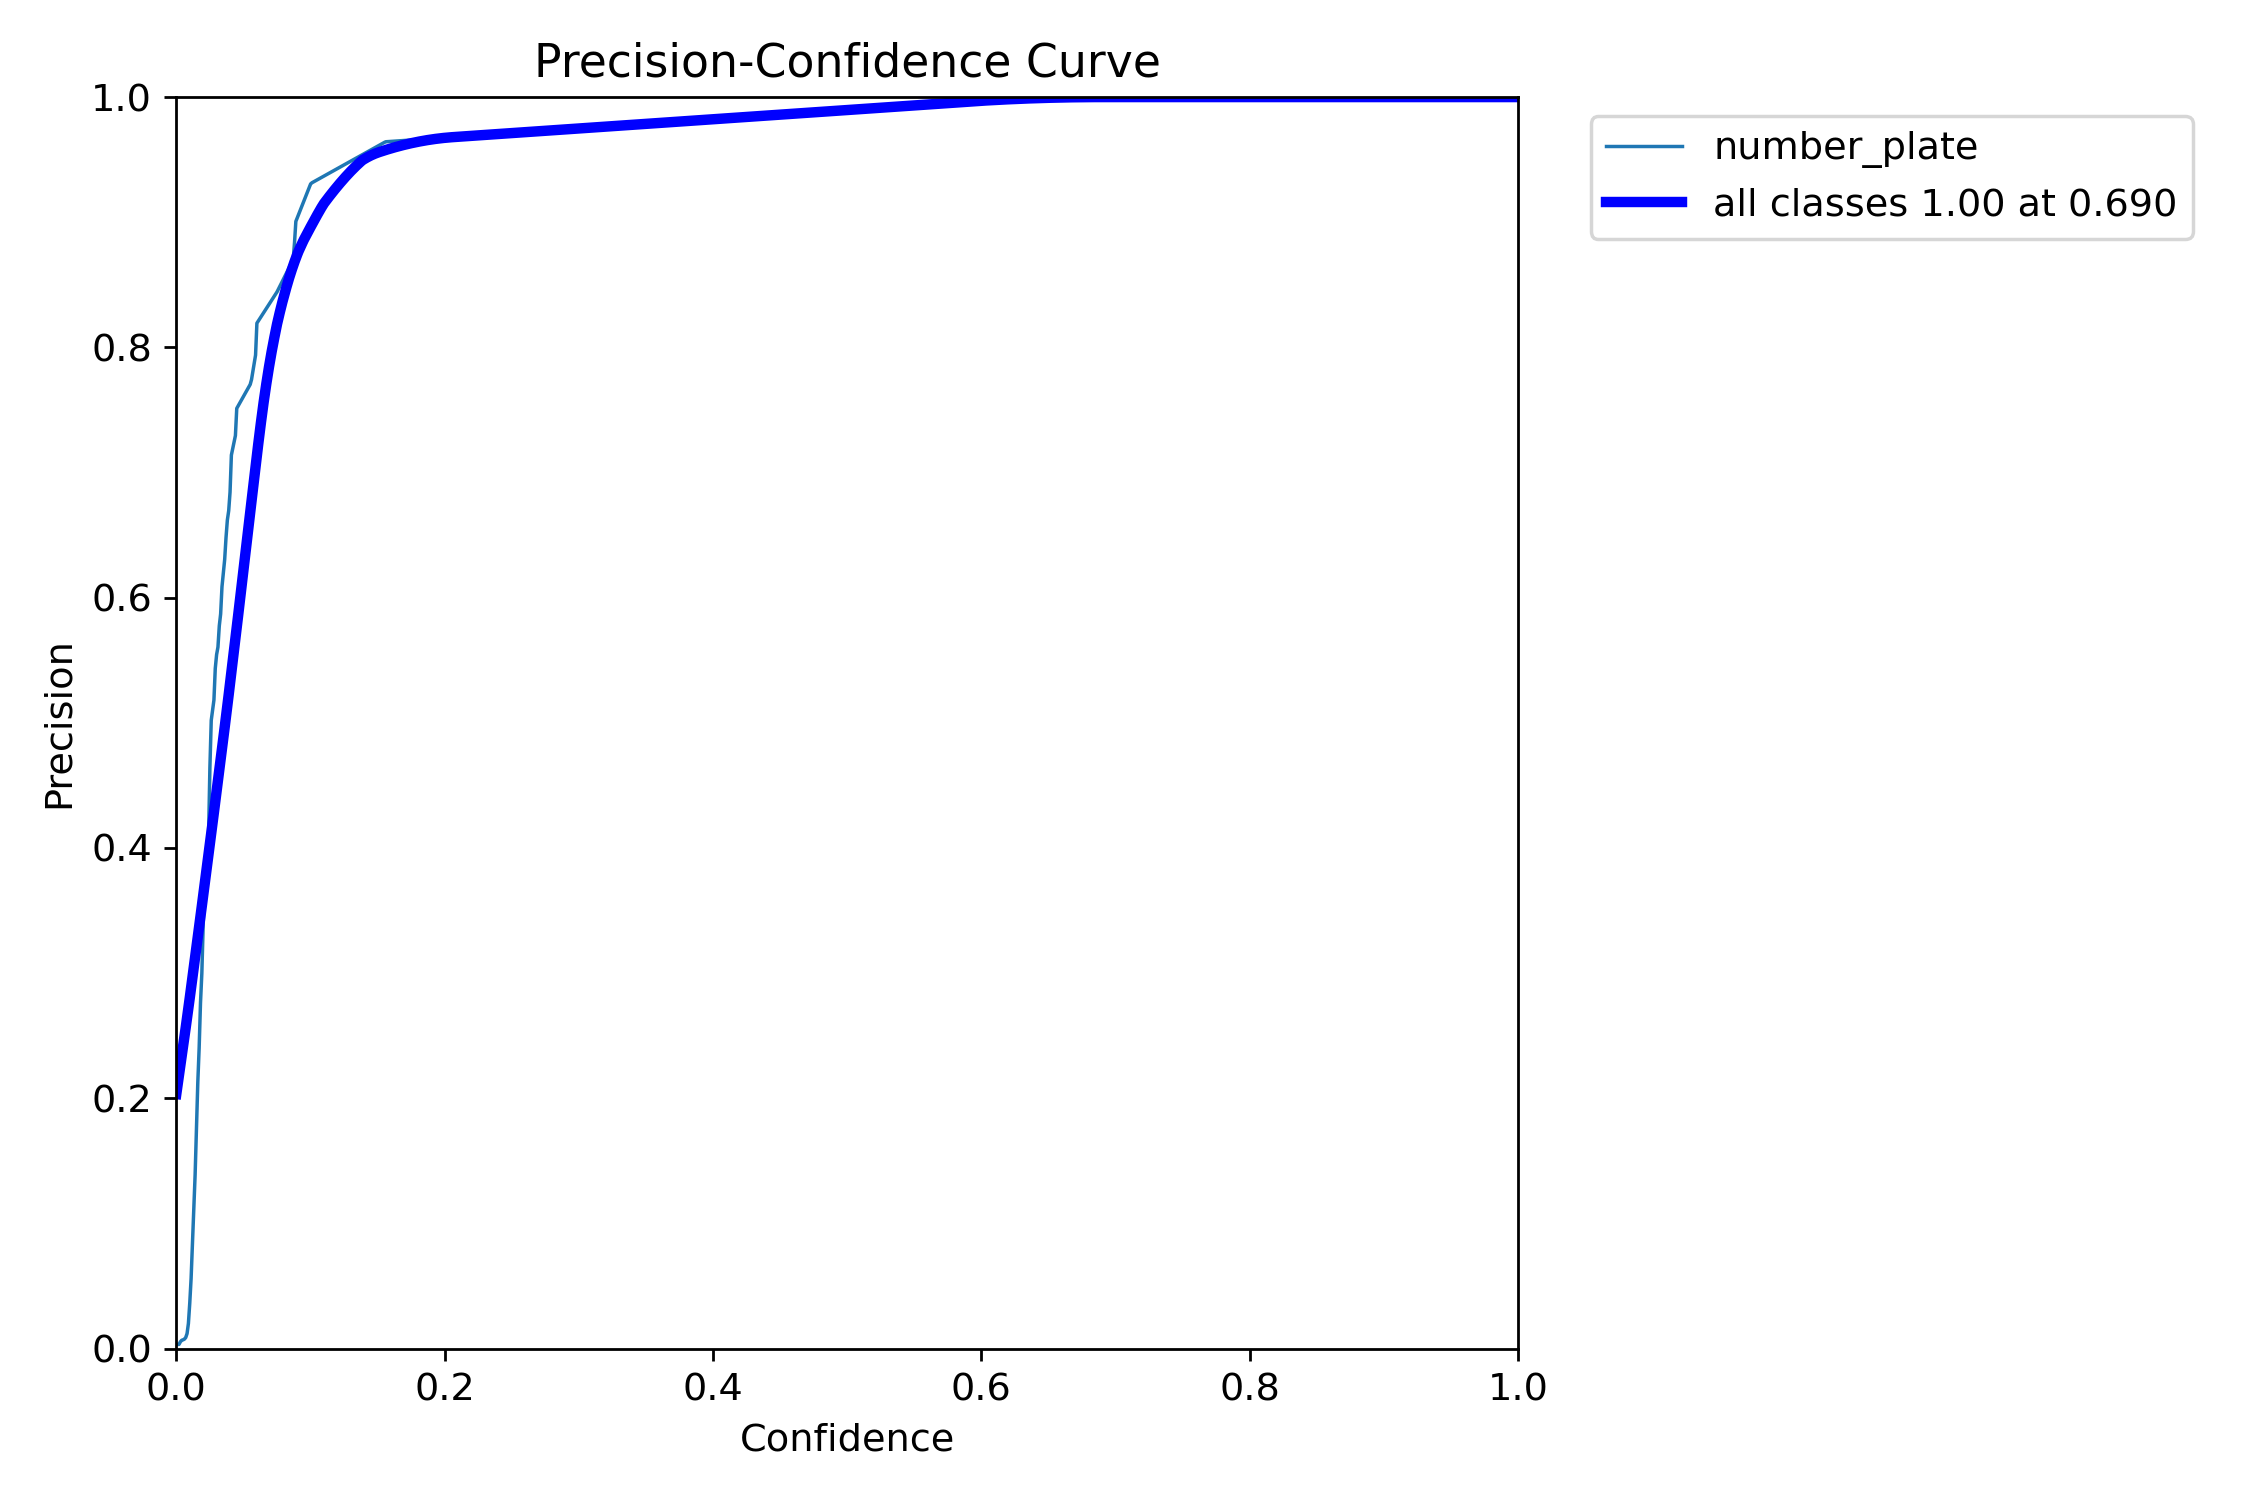 Precision-Confidence Curve
1.0
0.8
0.6
0.4
0.2
0.0
Precision
0.0 0.2 0.4 0.6 0.8 1.0
Confidence
number_plate
all classes 1.00 at 0.690